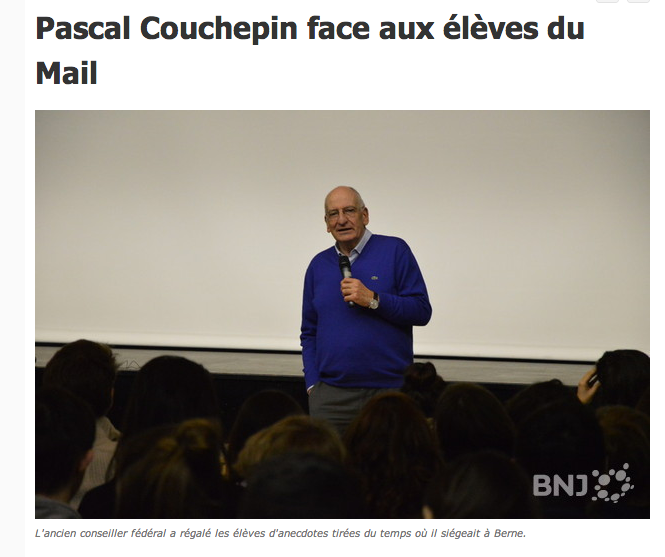 Pascal Couchepin face aux élèves du
Mail
BNJ
L'ancien conseiller fédéral a régalé les élèves d'anecdotes tirées du temps où il siégeait à Berne.